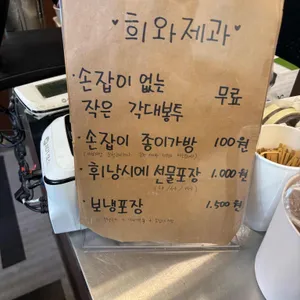 ♥ 희와제과 ♥
· 손잡이 없는
작은 각대봉투 무료
· 손잡이 종이가방 100원
· 휘낭시에 선물포장 1.000원
· 보냉포장 1.500원